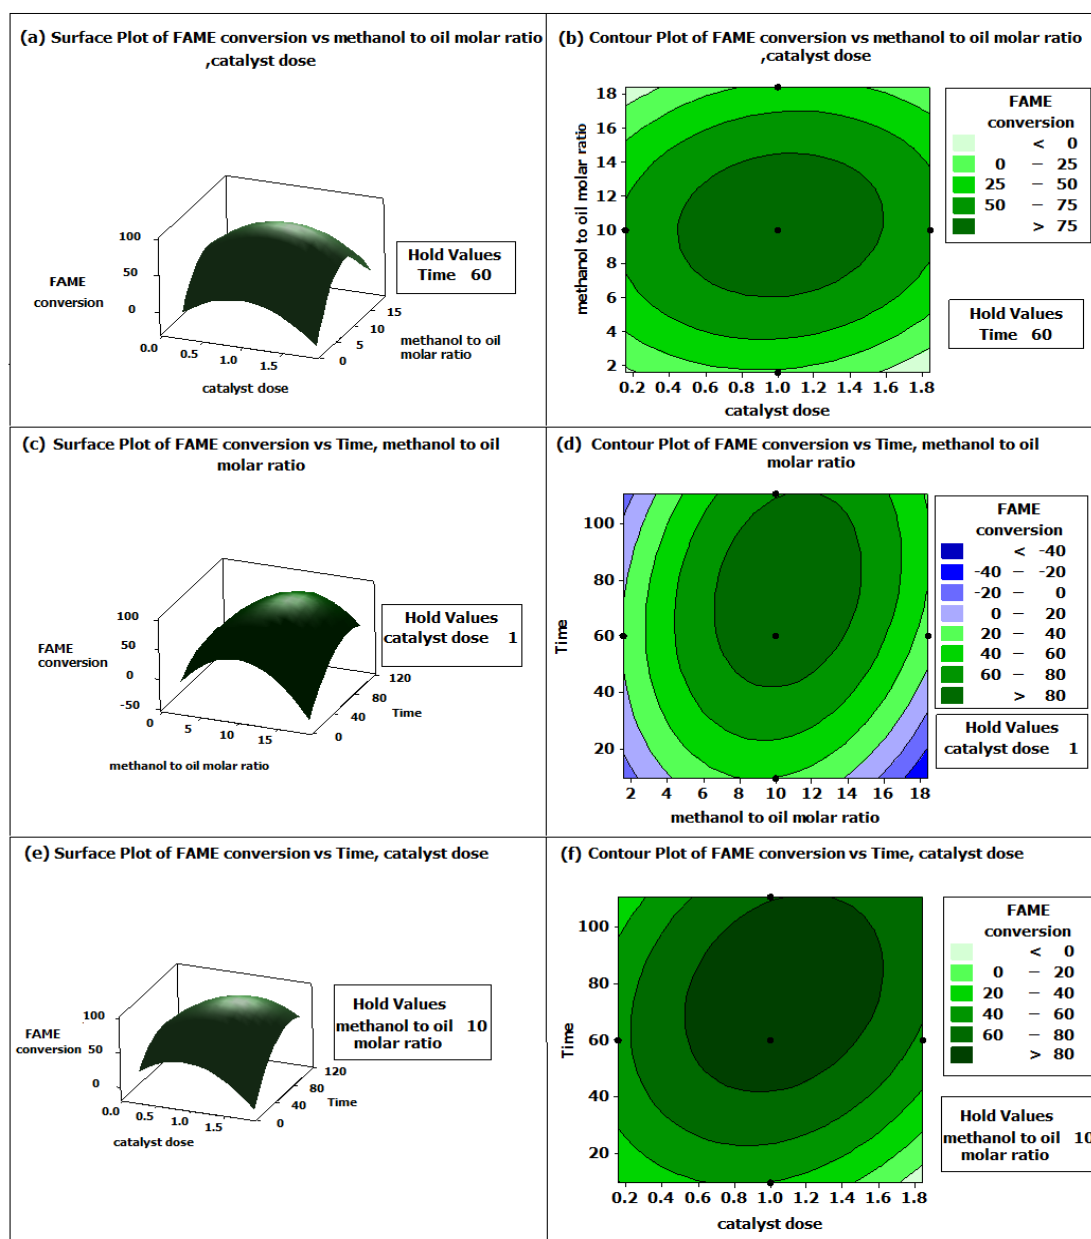 (a) Surface Plot of FAME conversion vs methanol to oil molar ratio
,catalyst dose
100
50
0
FAME
conversion
0.0
0.5
1.0
1.5
catalyst dose
0
5
10
15
methanol to oil
molar ratio
Hold Values
Time 60
(b) Contour Plot of FAME conversion vs methanol to oil molar ratio
,catalyst dose
methanol to oil molar ratio
18
16
14
12
10
8
6
4
2
0.2 0.4 0.6 0.8 1.0 1.2 1.4 1.6 1.8
catalyst dose
FAME
conversion
< 0
0 – 25
25 – 50
50 – 75
> 75
Hold Values
Time 60
(c) Surface Plot of FAME conversion vs Time, methanol to oil
molar ratio
100
50
0
-50
FAME
conversion
0
5
10
15
methanol to oil molar ratio
0
40
80
120
Time
Hold Values
catalyst dose 1
(d) Contour Plot of FAME conversion vs Time, methanol to oil
molar ratio
Time
100
80
60
40
20
2 4 6 8 10 12 14 16 18
methanol to oil molar ratio
FAME
conversion
< -40
-40 – -20
-20 – 0
0 – 20
20 – 40
40 – 60
60 – 80
> 80
Hold Values
catalyst dose 1
(e) Surface Plot of FAME conversion vs Time, catalyst dose
100
50
0
FAME
conversion
0.0
0.5
1.0
1.5
catalyst dose
0
40
80
120
Time
Hold Values
methanol to oil 10
molar ratio
(f) Contour Plot of FAME conversion vs Time, catalyst dose
Time
100
80
60
40
20
0.2 0.4 0.6 0.8 1.0 1.2 1.4 1.6 1.8
catalyst dose
FAME
conversion
< 0
0 – 20
20 – 40
40 – 60
60 – 80
> 80
Hold Values
methanol to oil 10
molar ratio